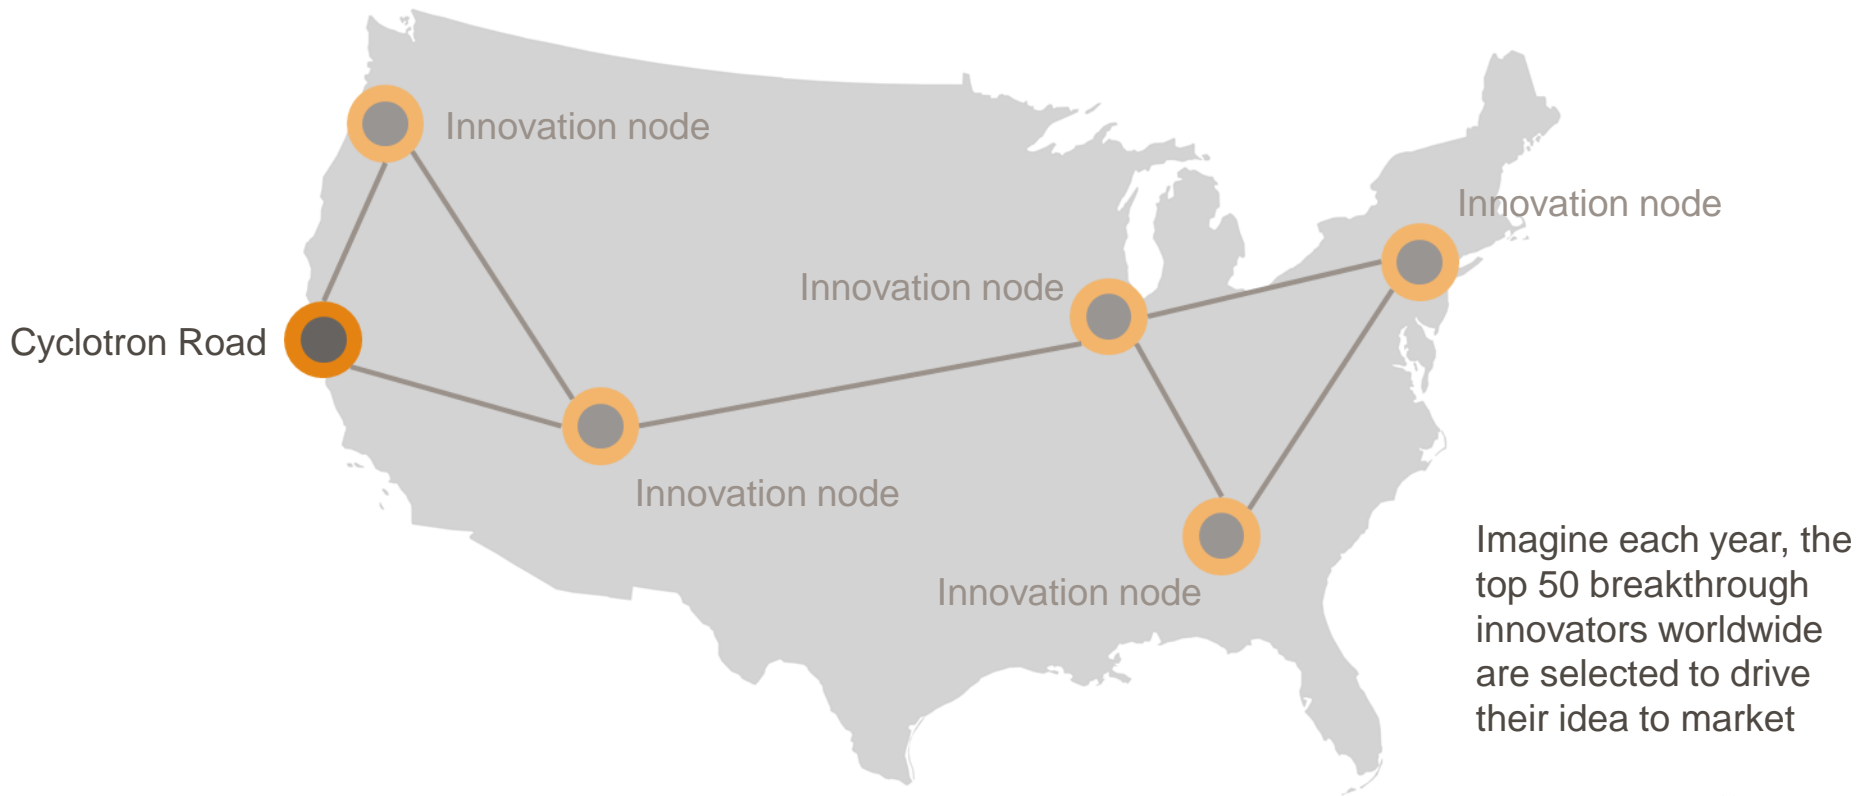 Innovation node
Innovation node
Innovation node
Cyclotron Road
Innovation node
Innovation node
Imagine each year, the
top 50 breakthrough
innovators worldwide
are selected to drive
their idea to market